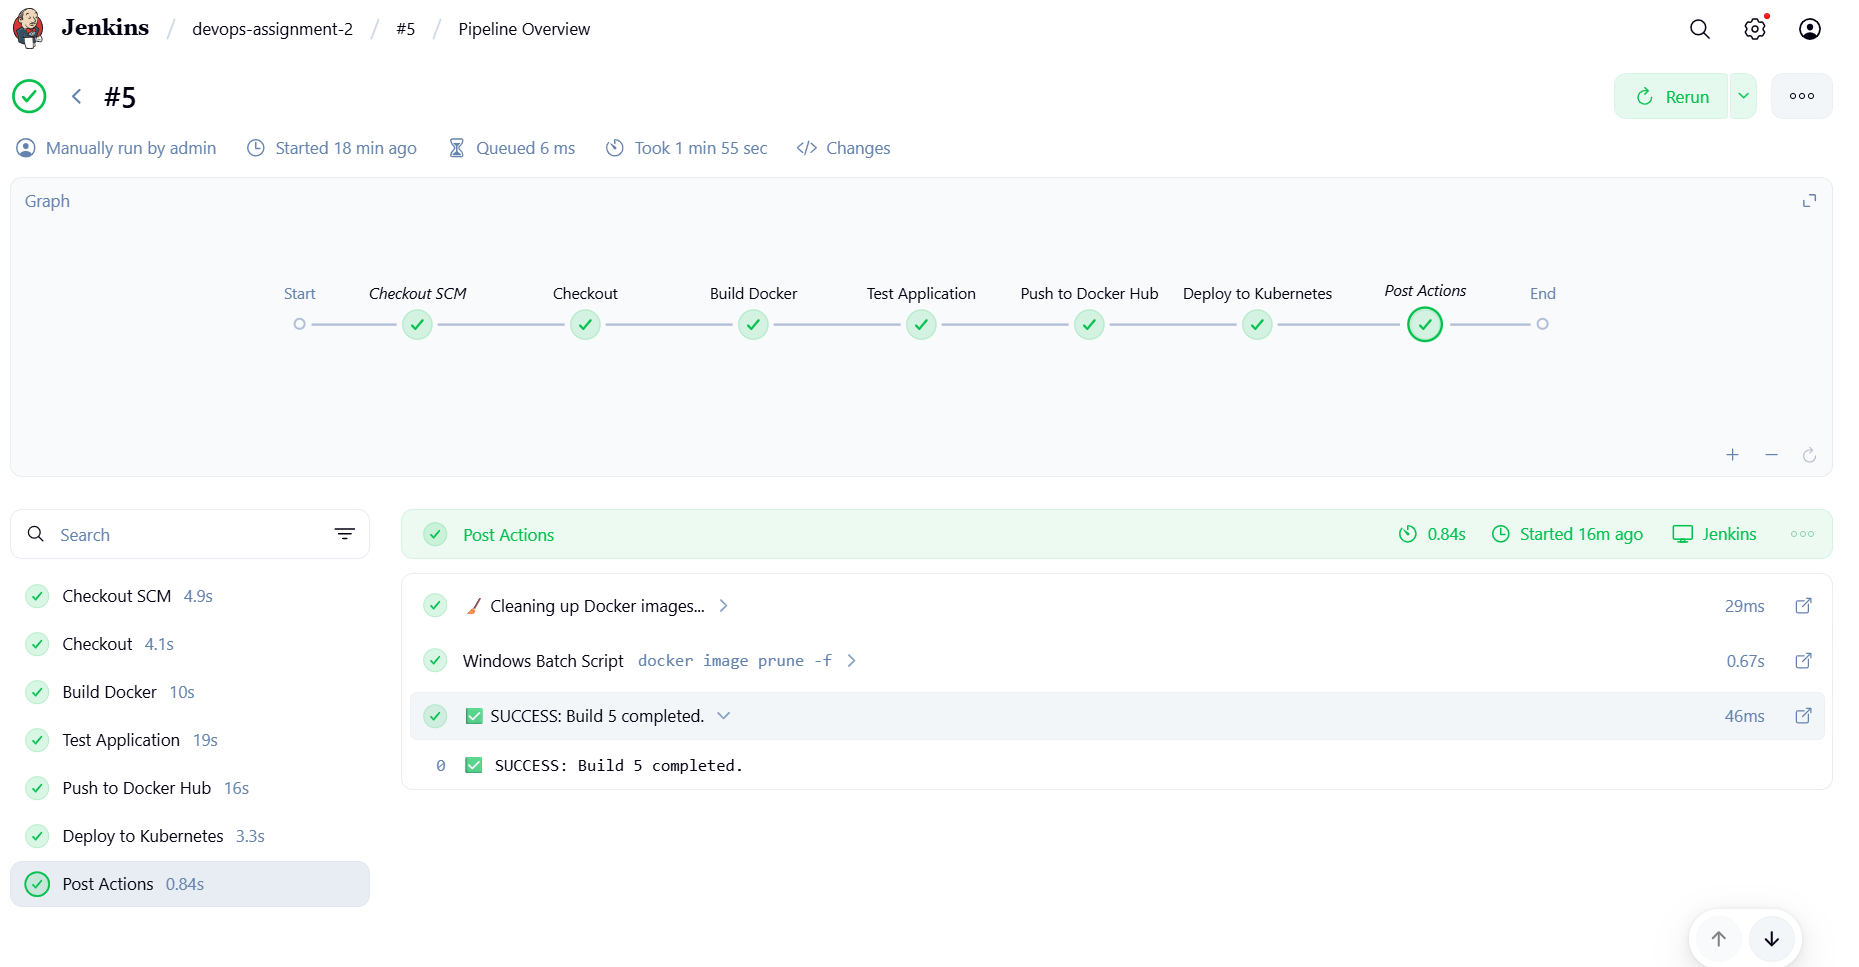 Jenkins / devops-assignment-2 / #5 / Pipeline Overview
#5
Rerun
Manually run by admin Started 18 min ago Queued 6 ms Took 1 min 55 sec </> Changes
Graph
Start Checkout SCM Checkout Build Docker Test Application Push to Docker Hub Deploy to Kubernetes Post Actions End
Search
Checkout SCM 4.9s
Checkout 4.1s
Build Docker 10s
Test Application 19s
Push to Docker Hub 16s
Deploy to Kubernetes 3.3s
Post Actions 0.84s
Post Actions 0.84s Started 16m ago Jenkins
🧹 Cleaning up Docker images... 29ms
Windows Batch Script docker image prune -f 0.67s
✅ SUCCESS: Build 5 completed. 46ms
0 ✅ SUCCESS: Build 5 completed.